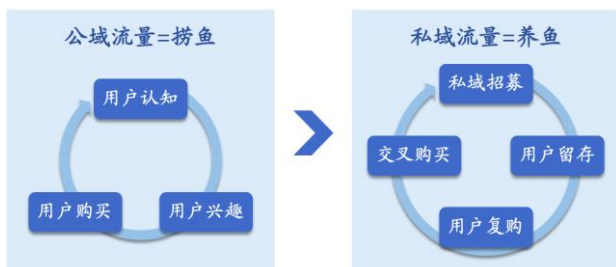 公域流量=捞鱼
用户认知
用户购买
用户兴趣
私域流量=养鱼
私域招募
交叉购买
用户留存
用户复购